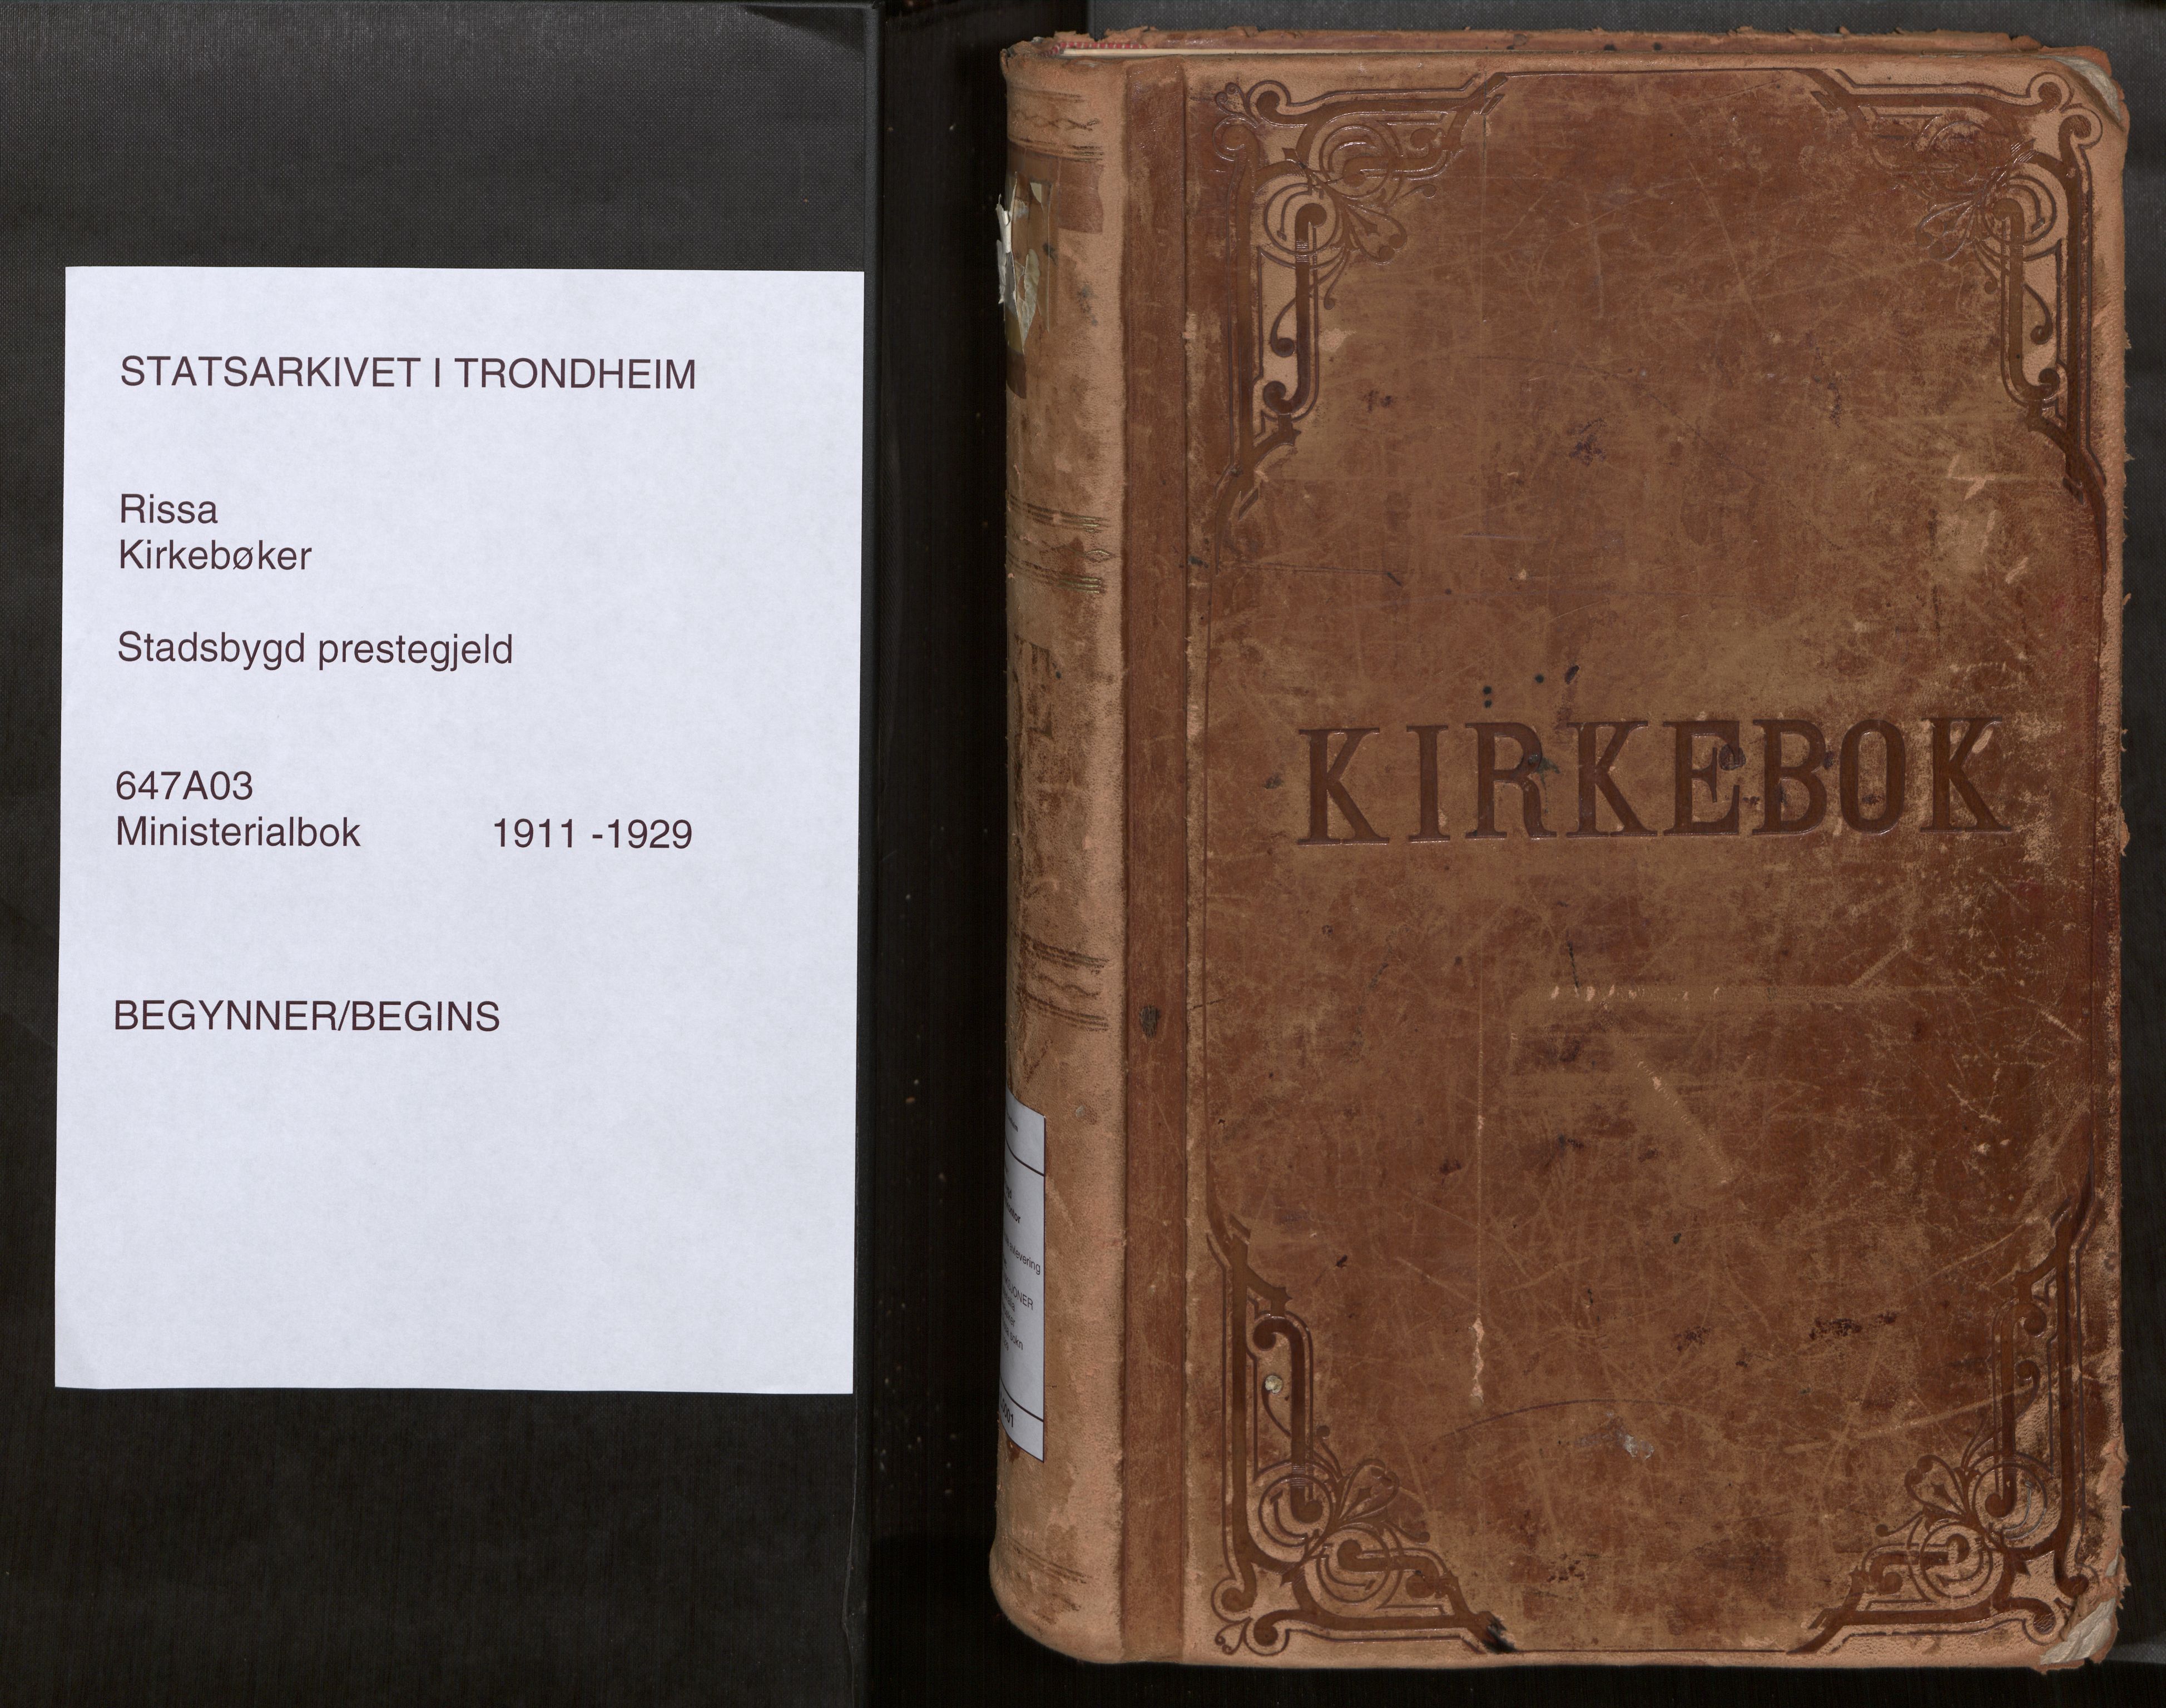 STATSARKIVET I TRONDHEIM
Rissa
Kirkebøker
Stadsbygd prestegjeld
647A03
Ministerialbok 1911 -1929
BEGYNNER/BEGINS
KIRKEBOK